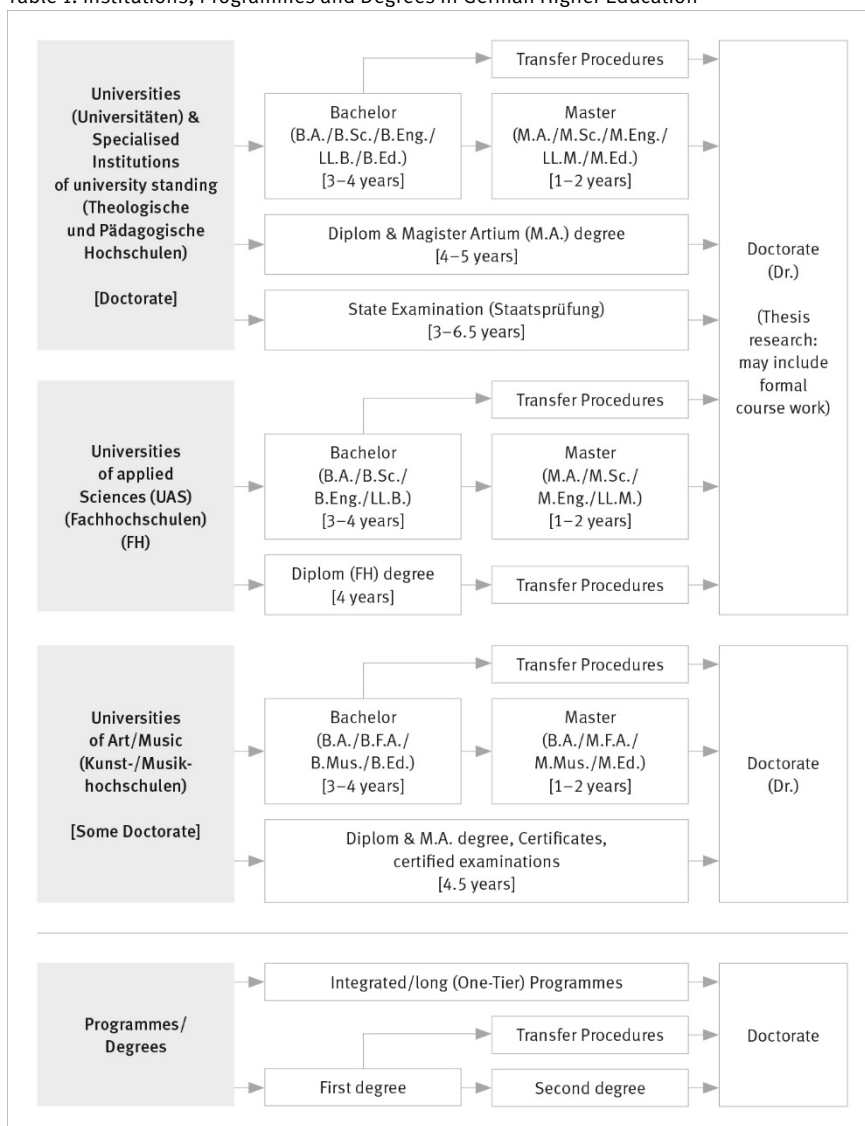 Table 1: Institutions, Programmes and Degrees in German Higher Education
Universities
(Universitäten) &
Specialised
Institutions
of university standing
(Theologische
und Pädagogische
Hochschulen)
[Doctorate]
Transfer Procedures
Bachelor
(B.A./B.Sc./B.Eng./
LL.B./B.Ed.)
[3–4 years]
Master
(M.A./M.Sc./M.Eng./
LL.M./M.Ed.)
[1–2 years]
Diplom & Magister Artium (M.A.) degree
[4–5 years]
State Examination (Staatsprüfung)
[3–6.5 years]
Doctorate
(Dr.)
(Thesis
research:
may include
formal
course work)
Universities
of applied
Sciences (UAS)
(Fachhochschulen)
(FH)
Transfer Procedures
Bachelor
(B.A./B.Sc./
B.Eng./LL.B.)
[3–4 years]
Master
(M.A./M.Sc./
M.Eng./LL.M.)
[1–2 years]
Diplom (FH) degree
[4 years]
Transfer Procedures
Universities
of Art/Music
(Kunst-/Musik-
hochschulen)
[Some Doctorate]
Transfer Procedures
Bachelor
(B.A./B.F.A./
B.Mus./B.Ed.)
[3–4 years]
Master
(B.A./M.F.A./
M.Mus./M.Ed.)
[1–2 years]
Diplom & M.A. degree, Certificates,
certified examinations
[4.5 years]
Doctorate
(Dr.)
Programmes/
Degrees
Integrated/long (One-Tier) Programmes
Transfer Procedures
First degree
Second degree
Doctorate